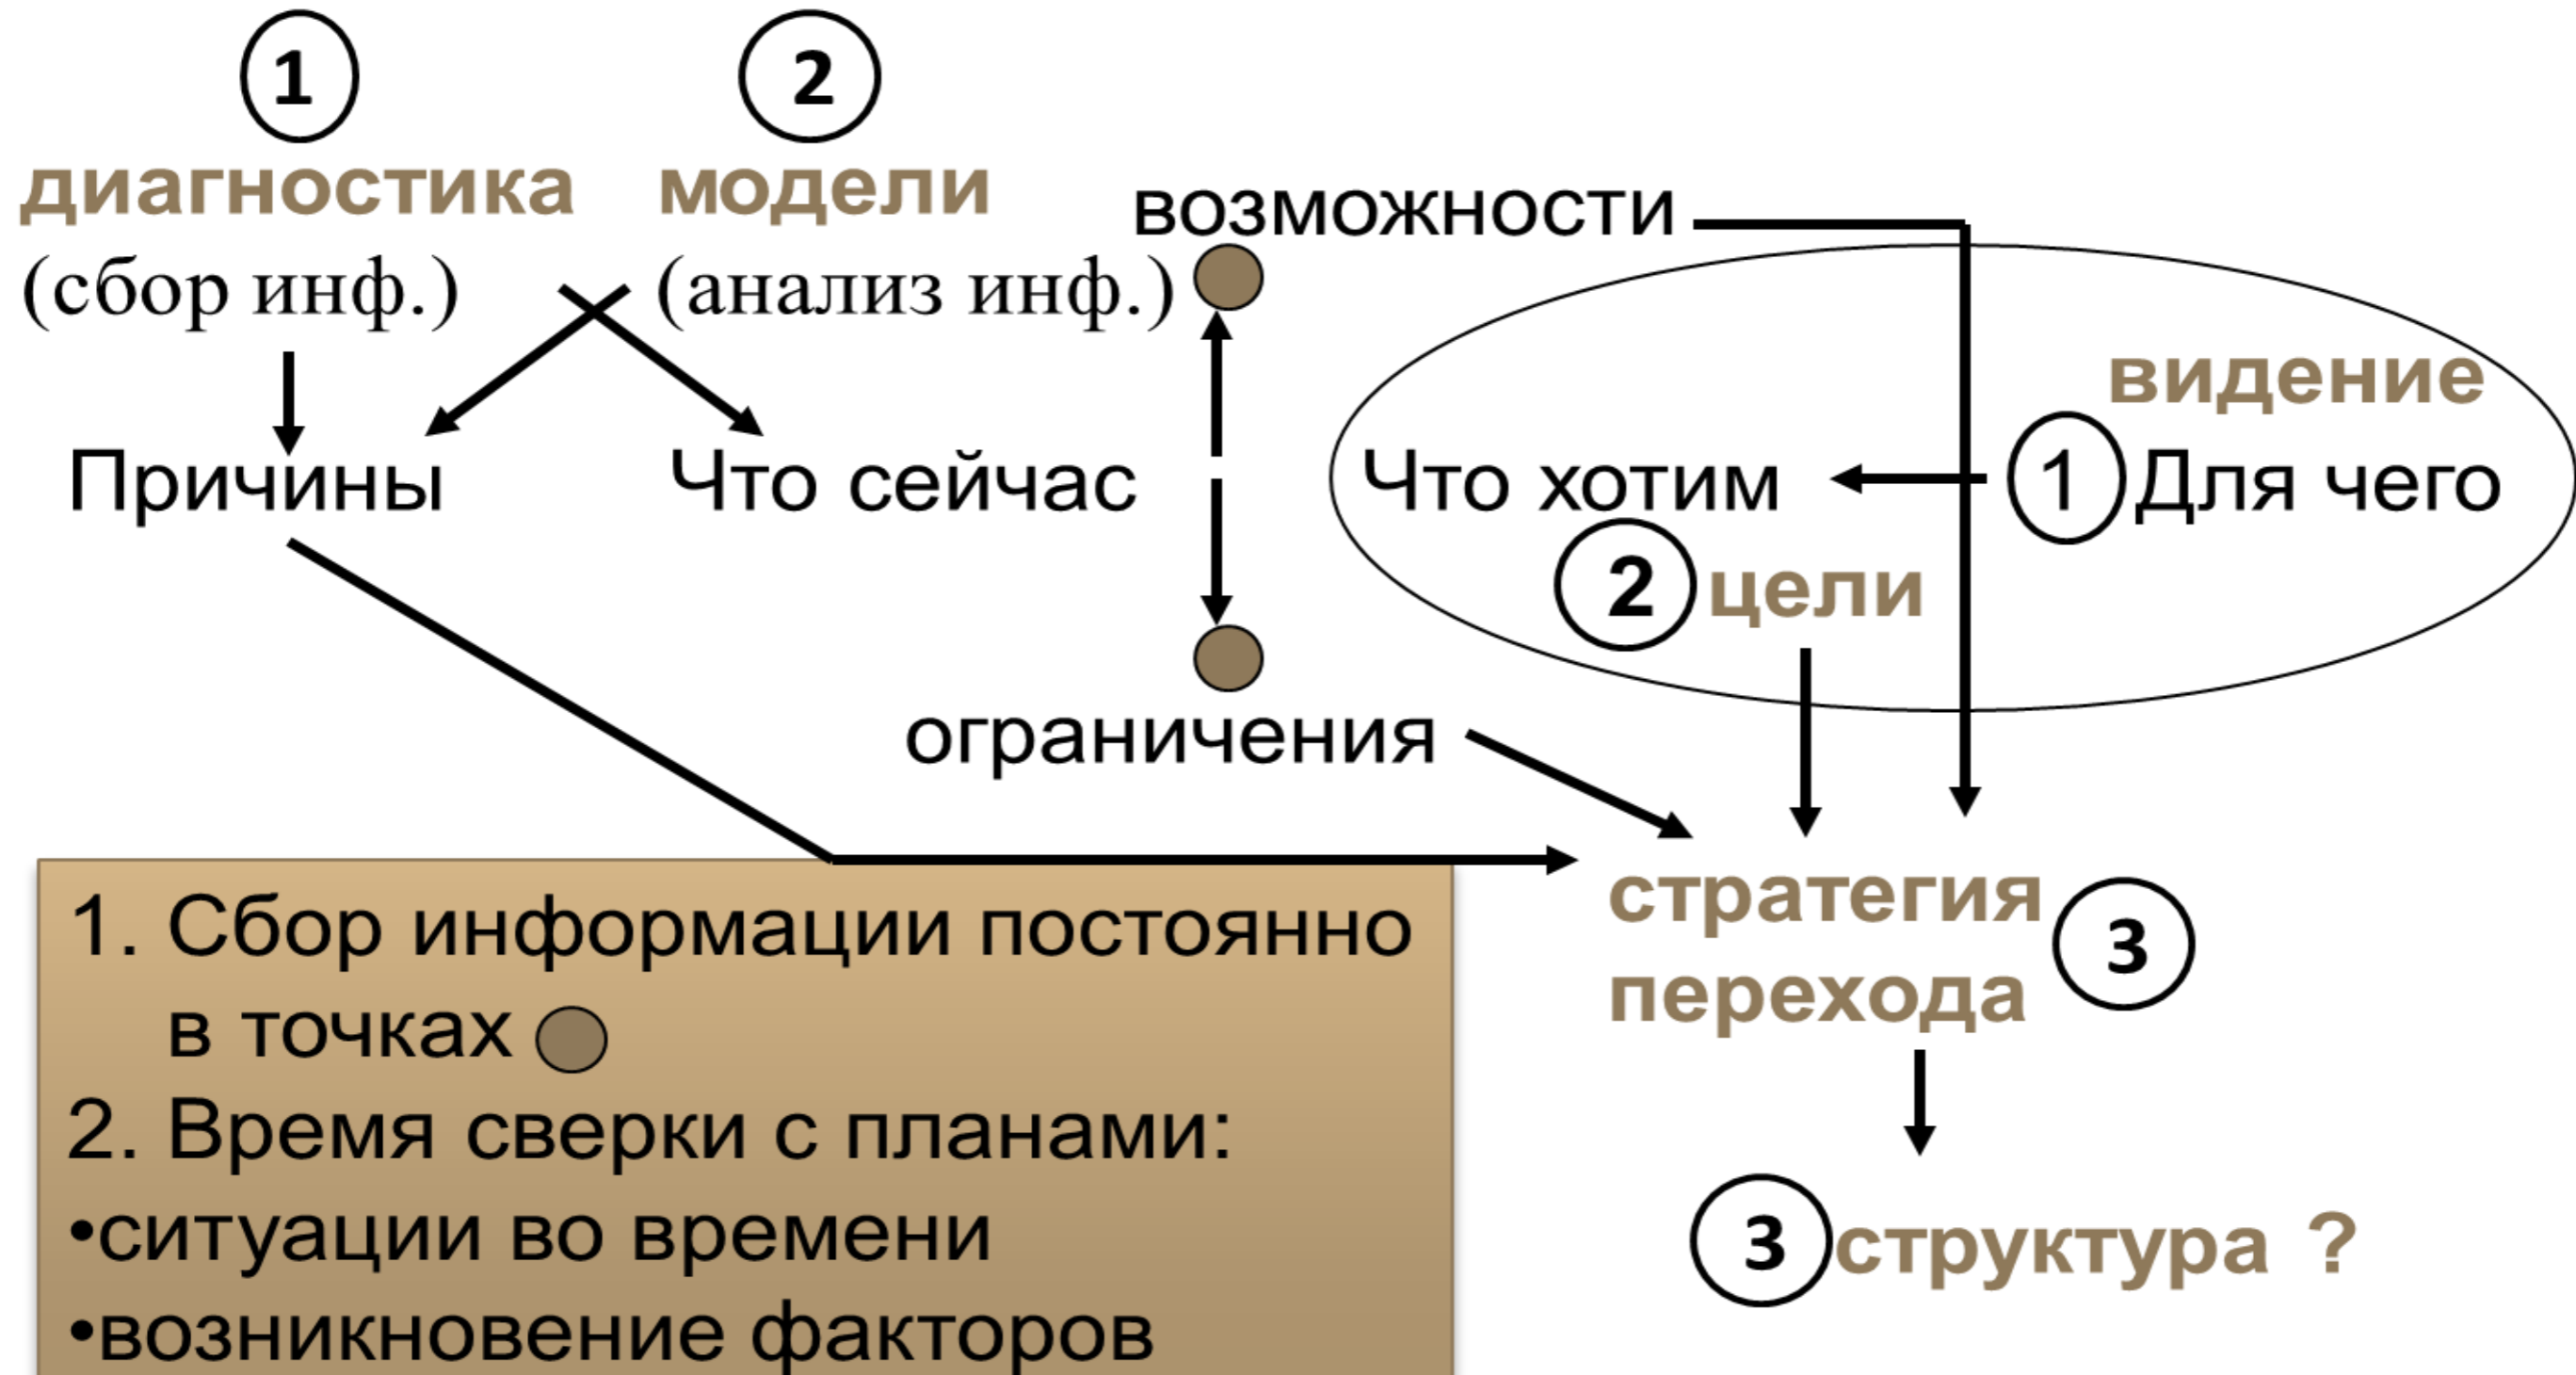 1
2
диагностика
модели
(сбор инф.)
(анализ инф.)
возможности
видение
Причины
Что сейчас
Что хотим
1 Для чего
2 цели
ограничения
стратегия
перехода
3
3 структура ?
1. Сбор информации постоянно
в точках
2. Время сверки с планами:
•ситуации во времени
•возникновение факторов